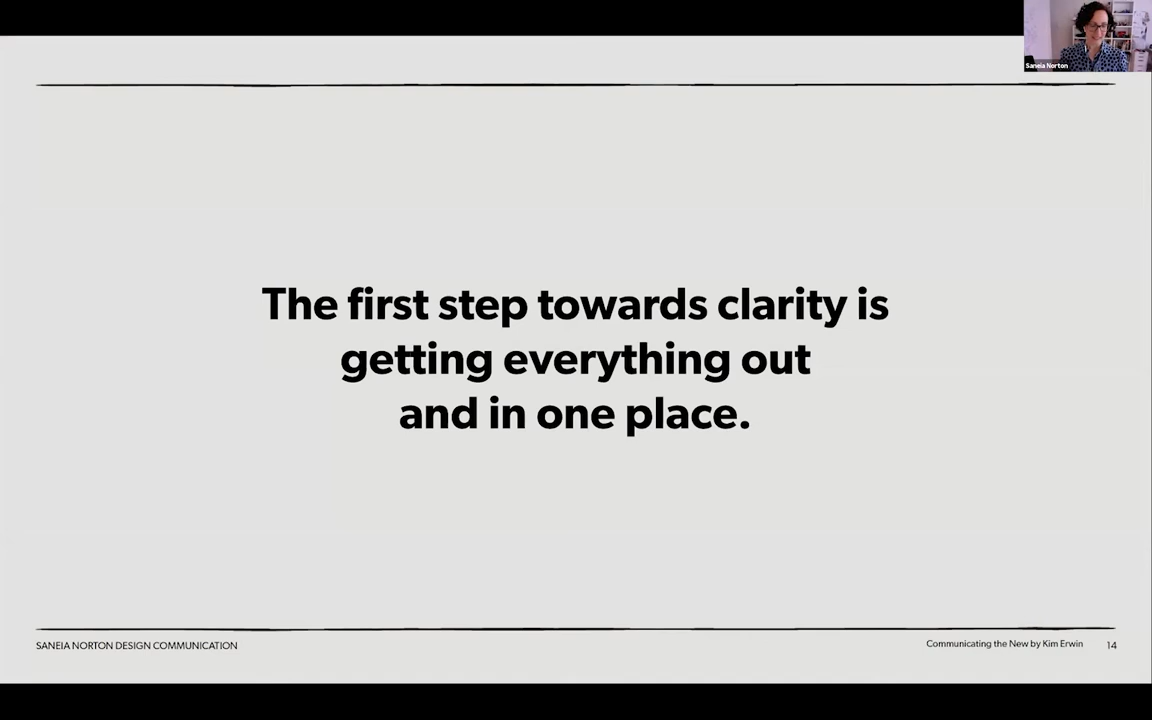 Saneia Norton
The first step towards clarity is
getting everything out
and in one place.
SANEIA NORTON DESIGN COMMUNICATION
Communicating the New by Kim Erwin 14